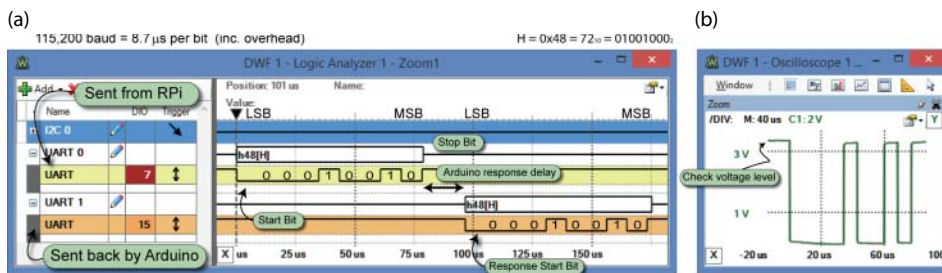 (a)
115,200 baud = 8.7 µs per bit (inc. overhead)
H = 0x48 = 72₁₀ = 01001000₂
DWF 1 - Logic Analyzer 1 - Zoom1
Add
Sent from RPi
Name DIO Trigger
I2C 0
UART 0
UART 7
UART 1
UART 15
Sent back by Arduino
Position: 101 us Name:
Value:
LSB MSB LSB MSB
Stop Bit
h48[H]
0 0 0 1 0 0 1 0
Arduino response delay
Start Bit
h48[H]
0 0 0 1 0 0 1 0
Response Start Bit
X us 25 us 50 us 75 us 100 us 125 us 150 us
(b)
DWF 1 - Oscilloscope 1 ...
Window
Zoom
/DIV: M: 40 us C1: 2 V
Y
3 V
Check voltage level
1 V
X -20 us 20 us 60 us 100